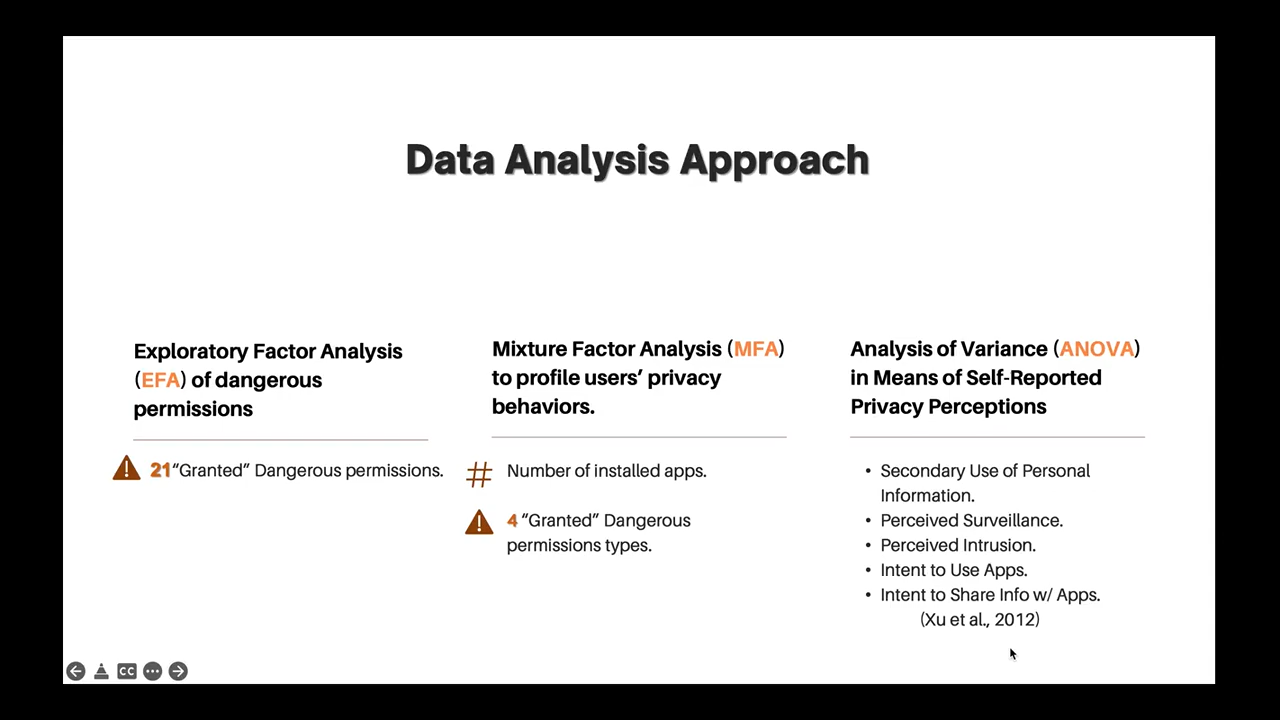 Data Analysis Approach
Exploratory Factor Analysis
(EFA) of dangerous
permissions
21“Granted” Dangerous permissions.
Mixture Factor Analysis (MFA)
to profile users’ privacy
behaviors.
# Number of installed apps.
4 “Granted” Dangerous
permissions types.
Analysis of Variance (ANOVA)
in Means of Self-Reported
Privacy Perceptions
• Secondary Use of Personal
Information.
• Perceived Surveillance.
• Perceived Intrusion.
• Intent to Use Apps.
• Intent to Share Info w/ Apps.
(Xu et al., 2012)
CC